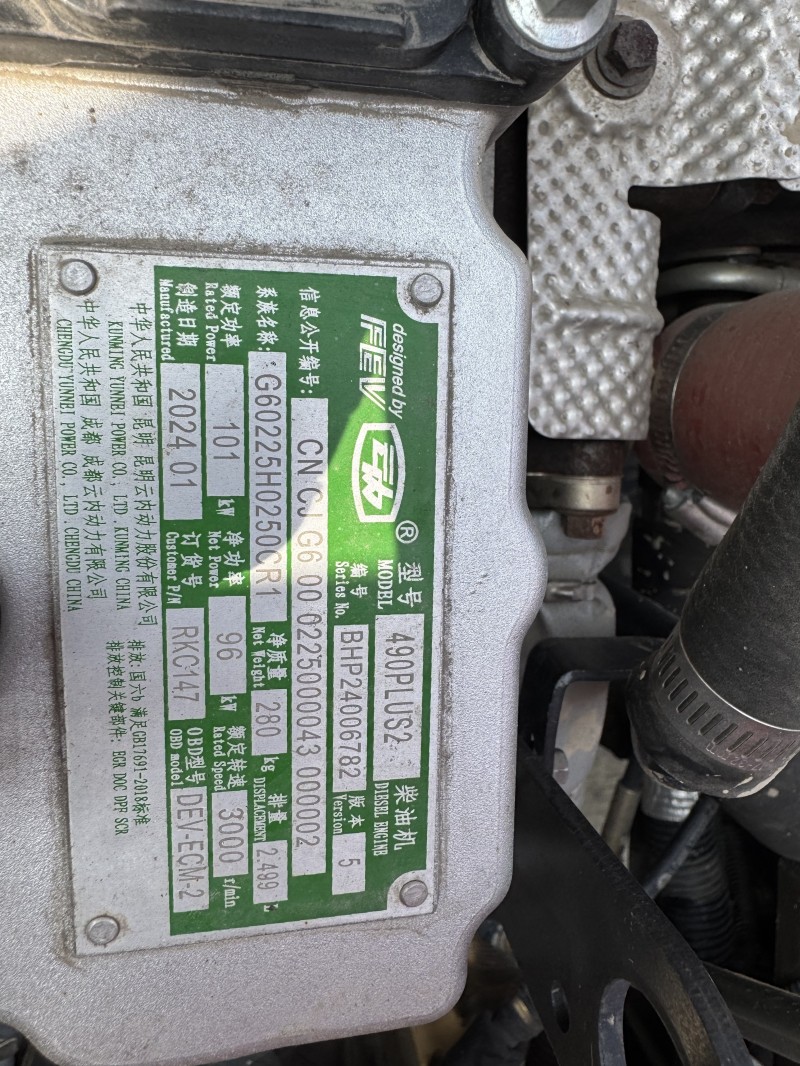 designed by
FEV
®
型号
MODEL
490PLUS2
柴油机
DIESEL ENGINE
编号
Series No.
BHP24006782
版本
Version
5
信息公开编号:
CN CJ G6 00 0225000043 000002
系族名称:
G60225H0250CR1
净质量
Net Weight
280
kg
排量
DISPLACEMENT
2.499
L
额定功率
Rated Power
101
kW
净功率
Net Power
96
kW
额定转速
Rated Speed
3000
r/min
创造日期
Manufactured
2024.01
订货号
Customer P/N
RKC147
OBD型号
OBD model
DEV-ECM-2
中华人民共和国 昆明 昆明云内动力股份有限公司
排放:国六b 满足GB17691-2018标准
KUNMING YUNNEI POWER CO., LTD. KUNMING CHINA
排放控制关键部件: EGR DOC DPF SCR
中华人民共和国 成都 成都云内动力有限公司
CHENGDU YUNNEI POWER CO., LTD. CHENGDU CHINA